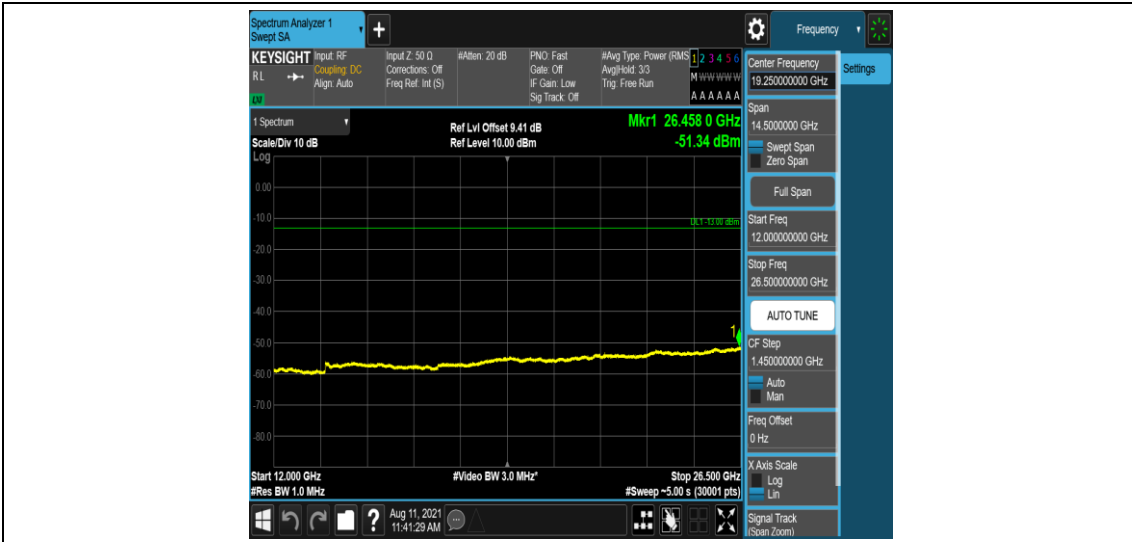 Spectrum Analyzer 1
Swept SA
+
Frequency
KEYSIGHT
RL
LXI
Input: RF
Coupling: DC
Align: Auto
Input Z: 50 Ω
Corrections: Off
Freq Ref: Int (S)
#Atten: 20 dB
PNO: Fast
Gate: Off
IF Gain: Low
Sig Track: Off
#Avg Type: Power (RMS
Avg|Hold: 3/3
Trig: Free Run
1 2 3 4 5 6
M W W W W W
A A A A A A
1 Spectrum
Scale/Div 10 dB
Log
Ref Lvl Offset 9.41 dB
Ref Level 10.00 dBm
Mkr1 26.458 0 GHz
-51.34 dBm
0.00
-10.0
DL1 -13.00 dBm
-20.0
-30.0
-40.0
1
-50.0
-60.0
-70.0
-80.0
Start 12.000 GHz
#Video BW 3.0 MHz*
Stop 26.500 GHz
#Res BW 1.0 MHz
#Sweep ~5.00 s (30001 pts)
?
Aug 11, 2021
11:41:29 AM
Center Frequency
19.250000000 GHz
Settings
Span
14.5000000 GHz
Swept Span
Zero Span
Full Span
Start Freq
12.000000000 GHz
Stop Freq
26.500000000 GHz
AUTO TUNE
CF Step
1.450000000 GHz
Auto
Man
Freq Offset
0 Hz
X Axis Scale
Log
Lin
Signal Track
(Span Zoom)